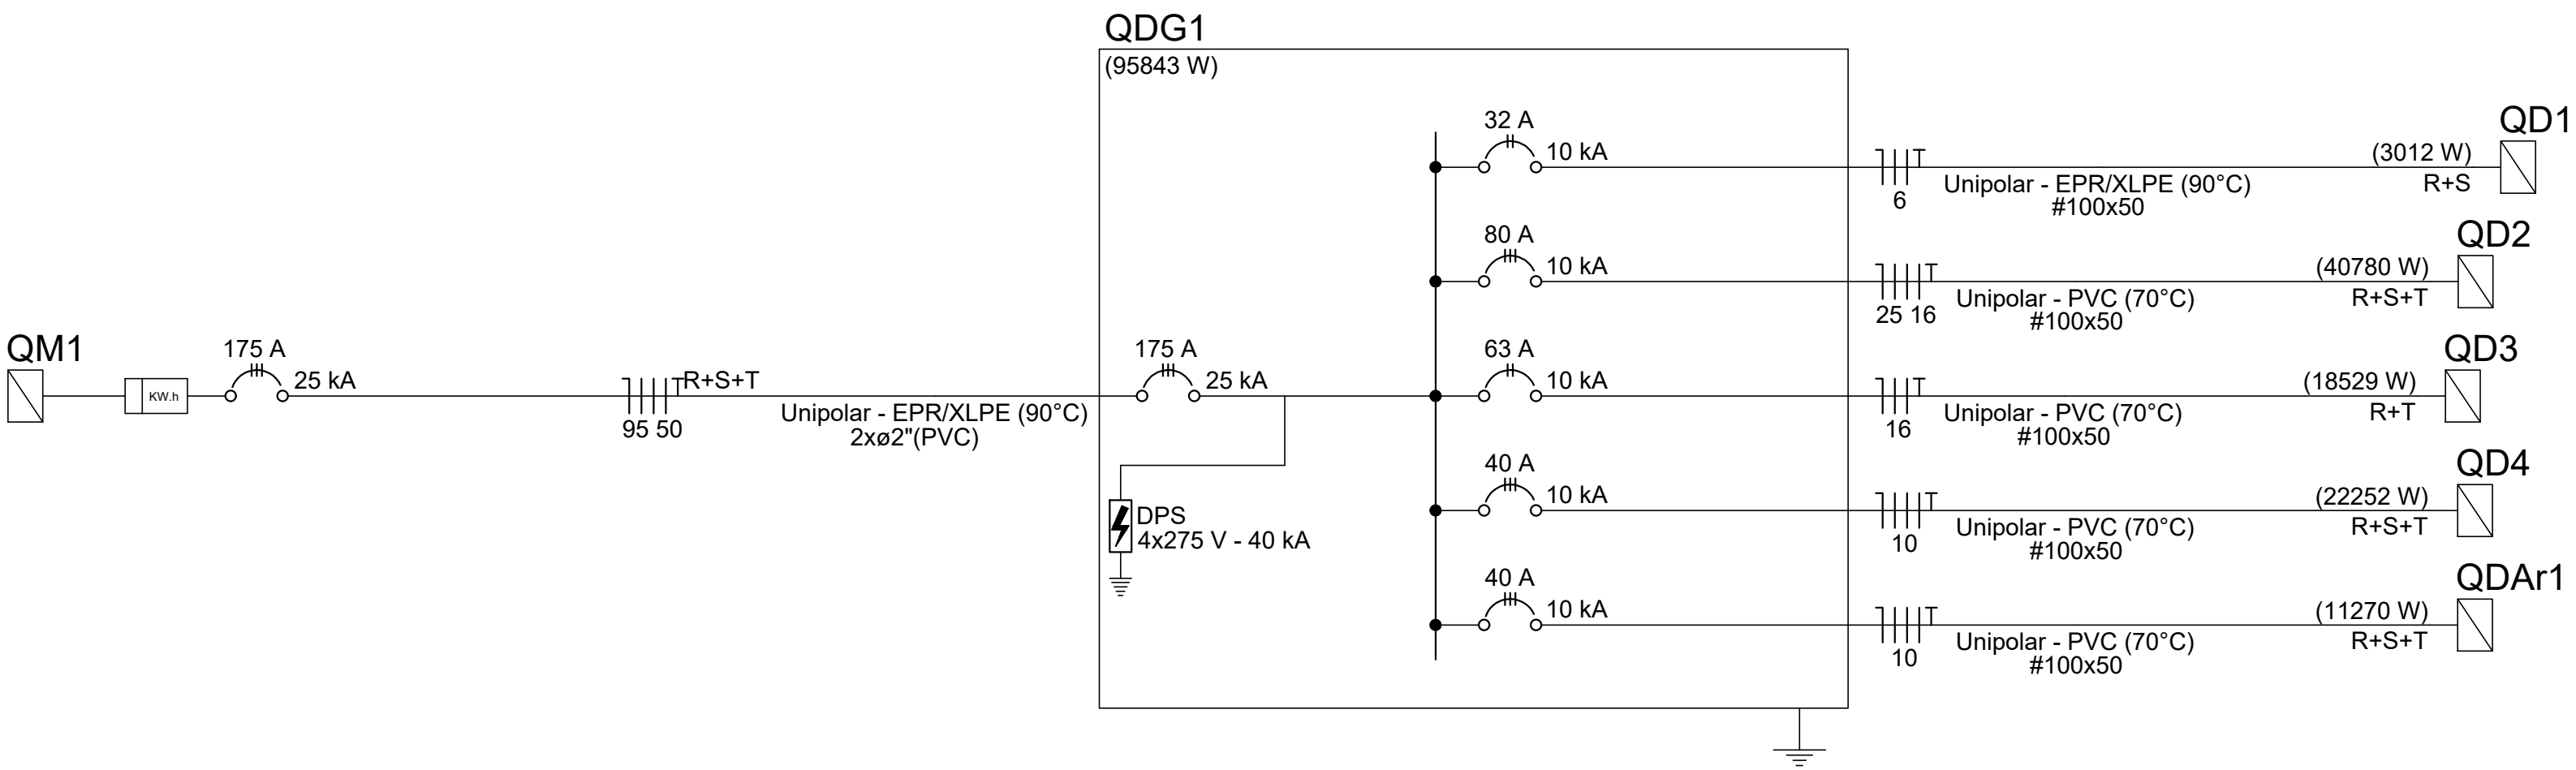 QDG1
(95843 W)
32 A
10 kA
6
Unipolar - EPR/XLPE (90°C)
#100x50
(3012 W)
R+S
QD1
80 A
10 kA
25 16
Unipolar - PVC (70°C)
#100x50
(40780 W)
R+S+T
QD2
QM1
KW.h
175 A
25 kA
95 50
R+S+T
Unipolar - EPR/XLPE (90°C)
2xø2"(PVC)
175 A
25 kA
63 A
10 kA
16
Unipolar - PVC (70°C)
#100x50
(18529 W)
R+T
QD3
DPS
4x275 V - 40 kA
40 A
10 kA
10
Unipolar - PVC (70°C)
#100x50
(22252 W)
R+S+T
QD4
40 A
10 kA
10
Unipolar - PVC (70°C)
#100x50
(11270 W)
R+S+T
QDAr1